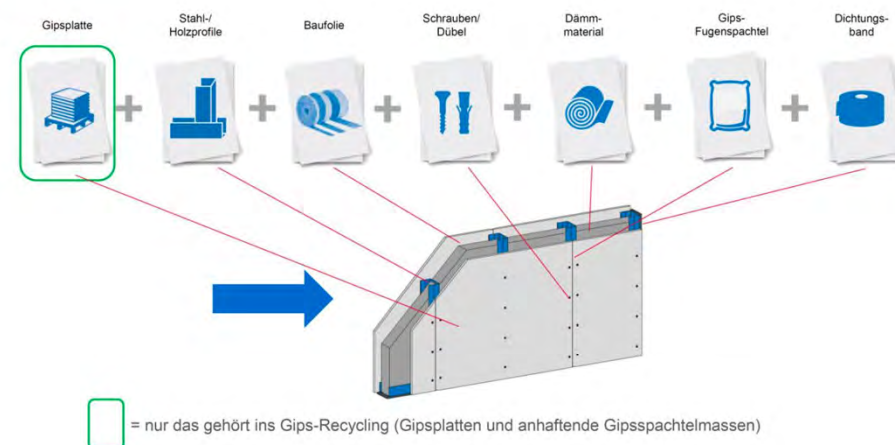 Gipsplatte
Stahl-/
Holzprofile
Baufolie
Schrauben/
Dübel
Dämm-
material
Gips-
Fugenspachtel
Dichtungs-
band
= nur das gehört ins Gips-Recycling (Gipsplatten und anhaftende Gipsspachtelmassen)